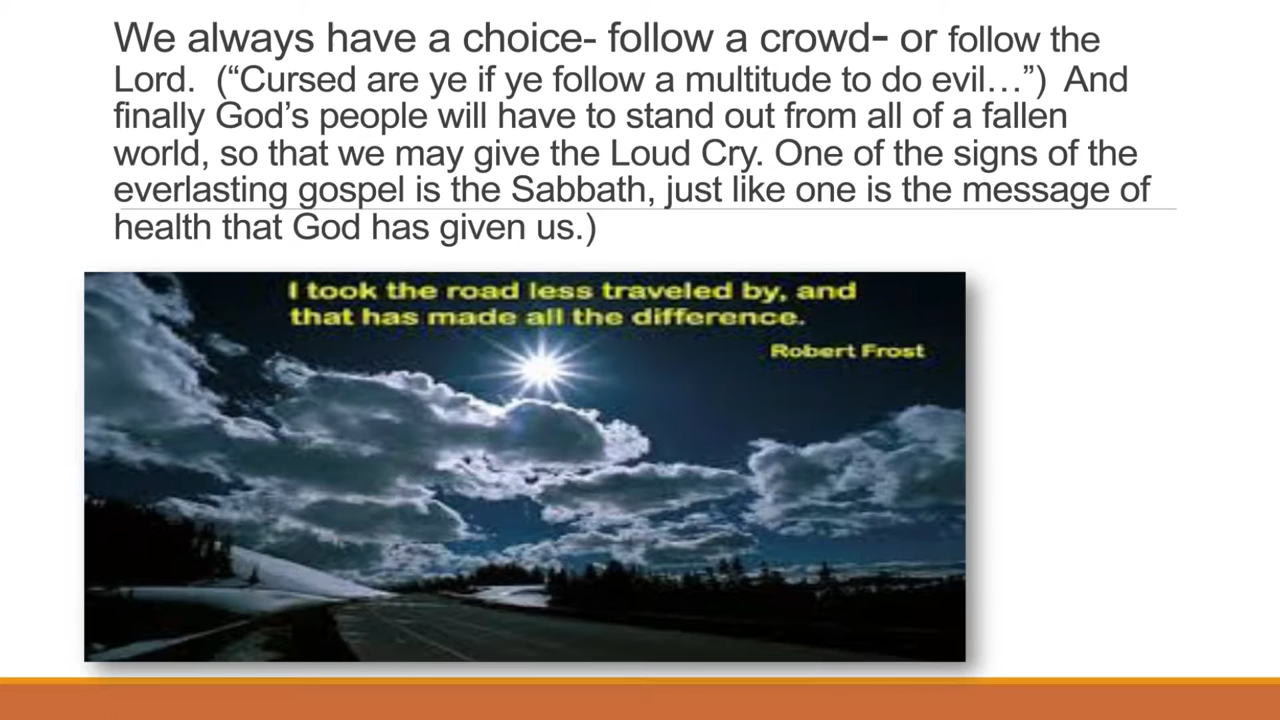 We always have a choice- follow a crowd- or follow the
Lord. (“Cursed are ye if ye follow a multitude to do evil…”) And
finally God’s people will have to stand out from all of a fallen
world, so that we may give the Loud Cry. One of the signs of the
everlasting gospel is the Sabbath, just like one is the message of
health that God has given us.)
I took the road less traveled by, and
that has made all the difference.
Robert Frost